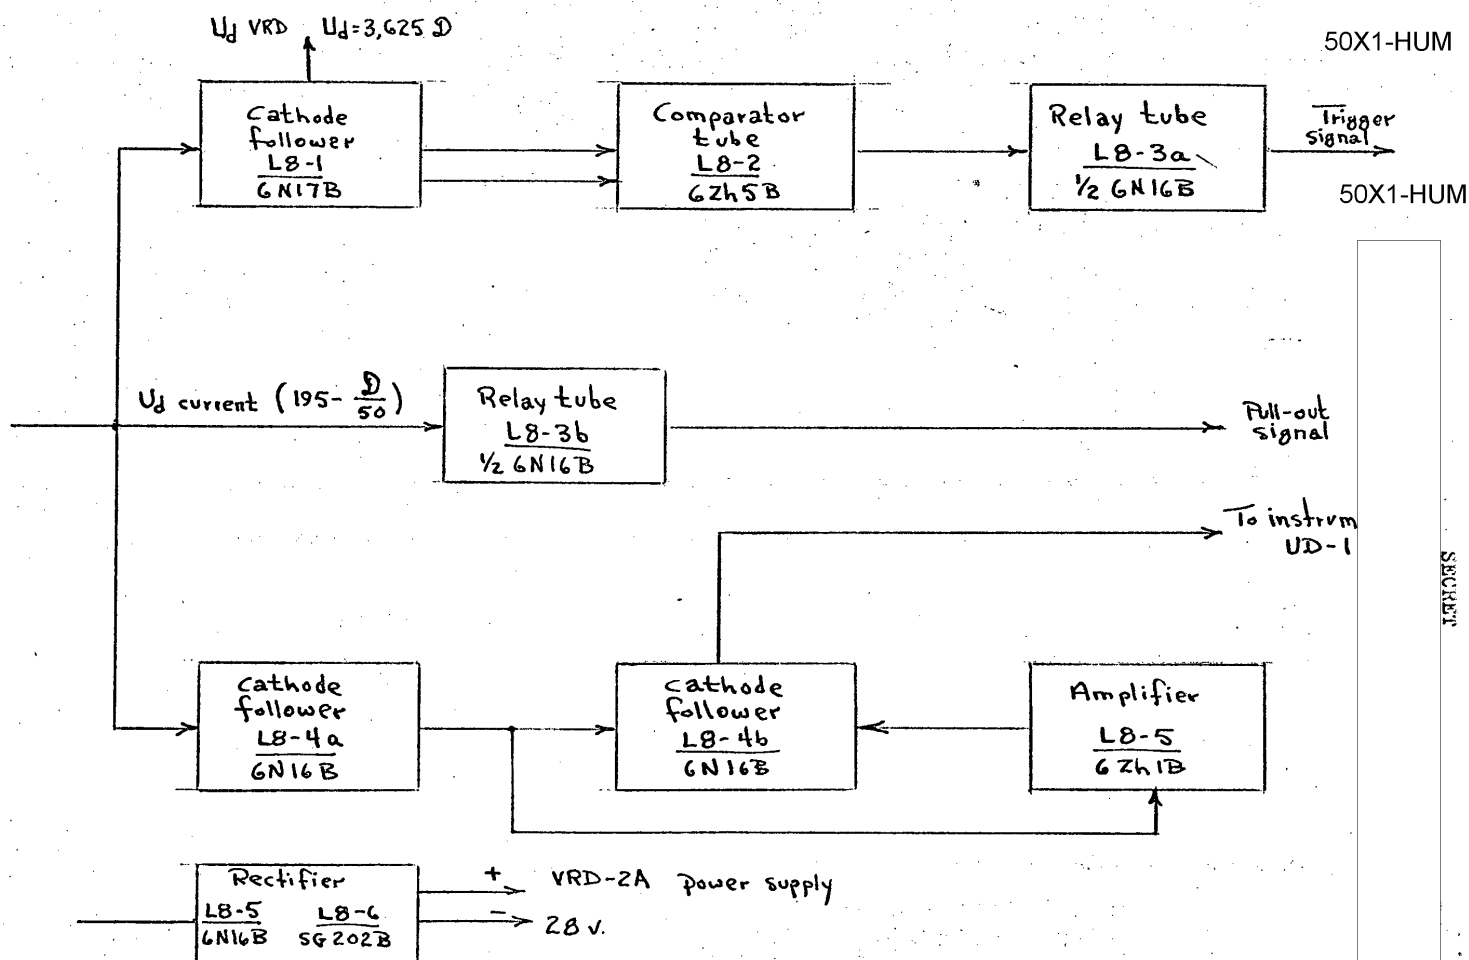 U_d VRD U_d=3,625 D
50X1-HUM
Cathode
follower
L8-1
6N17B
Comparator
tube
L8-2
6Zh5B
Relay tube
L8-3a
1/2 6N16B
Trigger
signal
50X1-HUM
U_d current (195- D/50)
Relay tube
L8-3b
1/2 6N16B
Pull-out
signal
To instrum
UD-1
SECRET
Cathode
follower
L8-4a
6N16B
Cathode
follower
L8-4b
6N16B
Amplifier
L8-5
6Zh1B
Rectifier
L8-5 L8-6
6N16B SG202B
+ VRD-2A power supply
- 28 v.